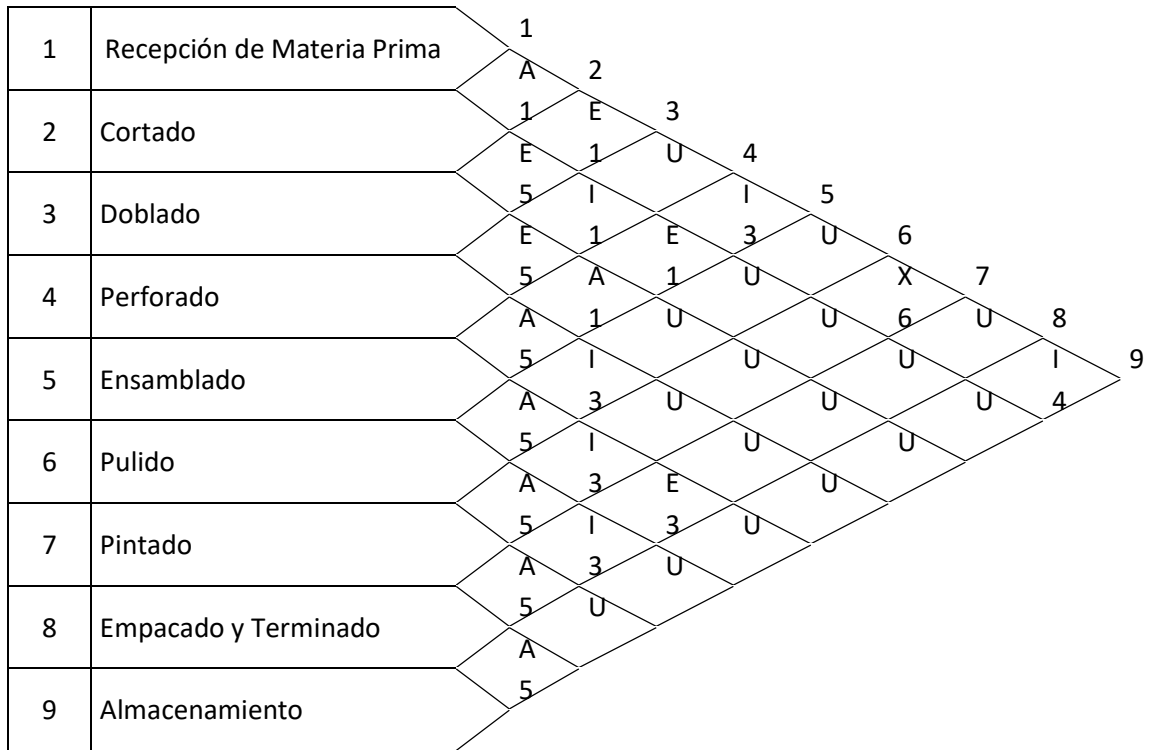 1
1 Recepción de Materia Prima
A 2
1 E 3
2 Cortado
E 1 U 4
5 I I 5
3 Doblado
E 1 E 3 U 6
5 A 1 U X 7
4 Perforado
A 1 U U 6 U 8
5 I U U I 9
5 Ensamblado
A 3 U U U 4
5 I U U
6 Pulido
A 3 E U
5 I 3 U
7 Pintado
A 3 U
5 U
8 Empacado y Terminado
A
5
9 Almacenamiento